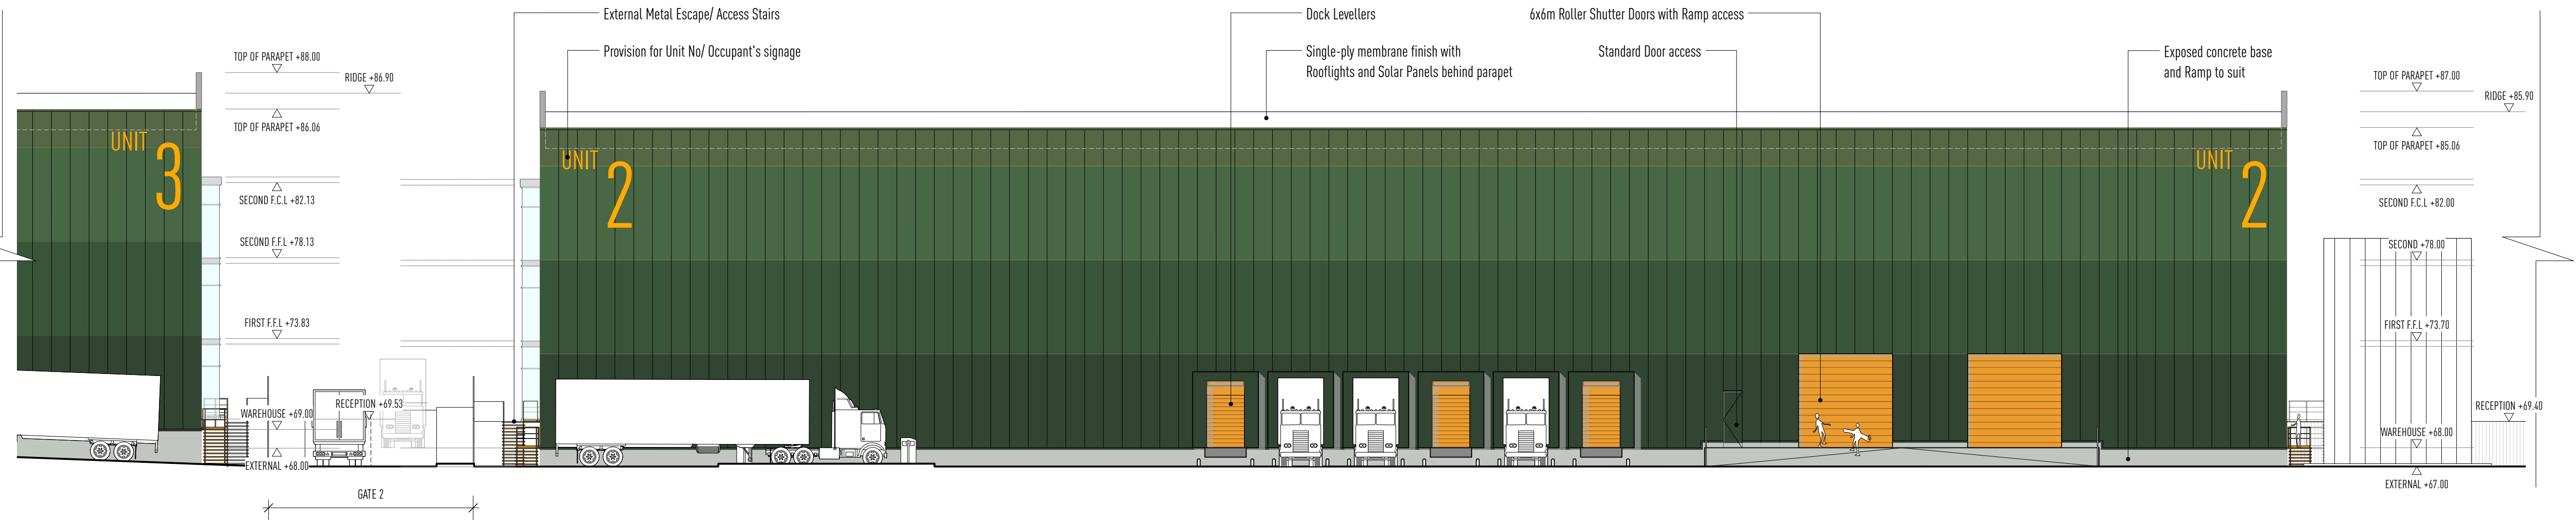 External Metal Escape/ Access Stairs
Provision for Unit No/ Occupant's signage
Dock Levellers
Single-ply membrane finish with
Rooflights and Solar Panels behind parapet
6x6m Roller Shutter Doors with Ramp access
Standard Door access
Exposed concrete base
and Ramp to suit
TOP OF PARAPET +88.00
RIDGE +86.90
TOP OF PARAPET +86.06
SECOND F.C.L +82.13
SECOND F.F.L +78.13
FIRST F.F.L +73.83
RECEPTION +69.53
WAREHOUSE +69.00
EXTERNAL +68.00
GATE 2
UNIT
3
UNIT
2
UNIT
2
TOP OF PARAPET +87.00
RIDGE +85.90
TOP OF PARAPET +85.06
SECOND F.C.L +82.00
SECOND +78.00
FIRST F.F.L +73.70
RECEPTION +69.40
WAREHOUSE +68.00
EXTERNAL +67.00